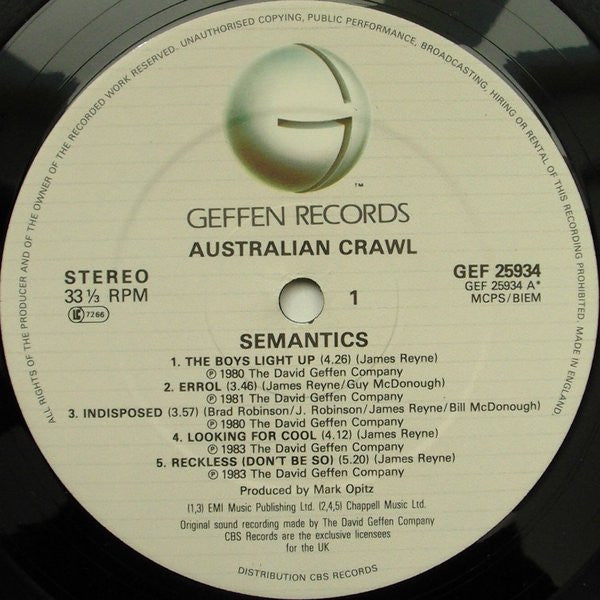 ALL RIGHTS OF THE PRODUCER AND OF THE OWNER OF THE RECORDED WORK RESERVED. UNAUTHORISED COPYING, PUBLIC PERFORMANCE, BROADCASTING, HIRING OR RENTAL OF THIS RECORDING PROHIBITED. MADE IN ENGLAND.
G
™
GEFFEN RECORDS
AUSTRALIAN CRAWL
STEREO
33⅓ RPM
LC 7266
1
GEF 25934
GEF 25934 A*
MCPS/BIEM
SEMANTICS
1. THE BOYS LIGHT UP (4.26) (James Reyne)
℗ 1980 The David Geffen Company
2. ERROL (3.46) (James Reyne/Guy McDonough)
℗ 1981 The David Geffen Company
3. INDISPOSED (3.57) (Brad Robinson/J. Robinson/James Reyne/Bill McDonough)
℗ 1980 The David Geffen Company
4. LOOKING FOR COOL (4.12) (James Reyne)
℗ 1983 The David Geffen Company
5. RECKLESS (DON'T BE SO) (5.20) (James Reyne)
℗ 1983 The David Geffen Company
Produced by Mark Opitz
(1,3) EMI Music Publishing Ltd. (2,4,5) Chappell Music Ltd.
Original sound recording made by The David Geffen Company
CBS Records are the exclusive licensees
for the UK
DISTRIBUTION CBS RECORDS